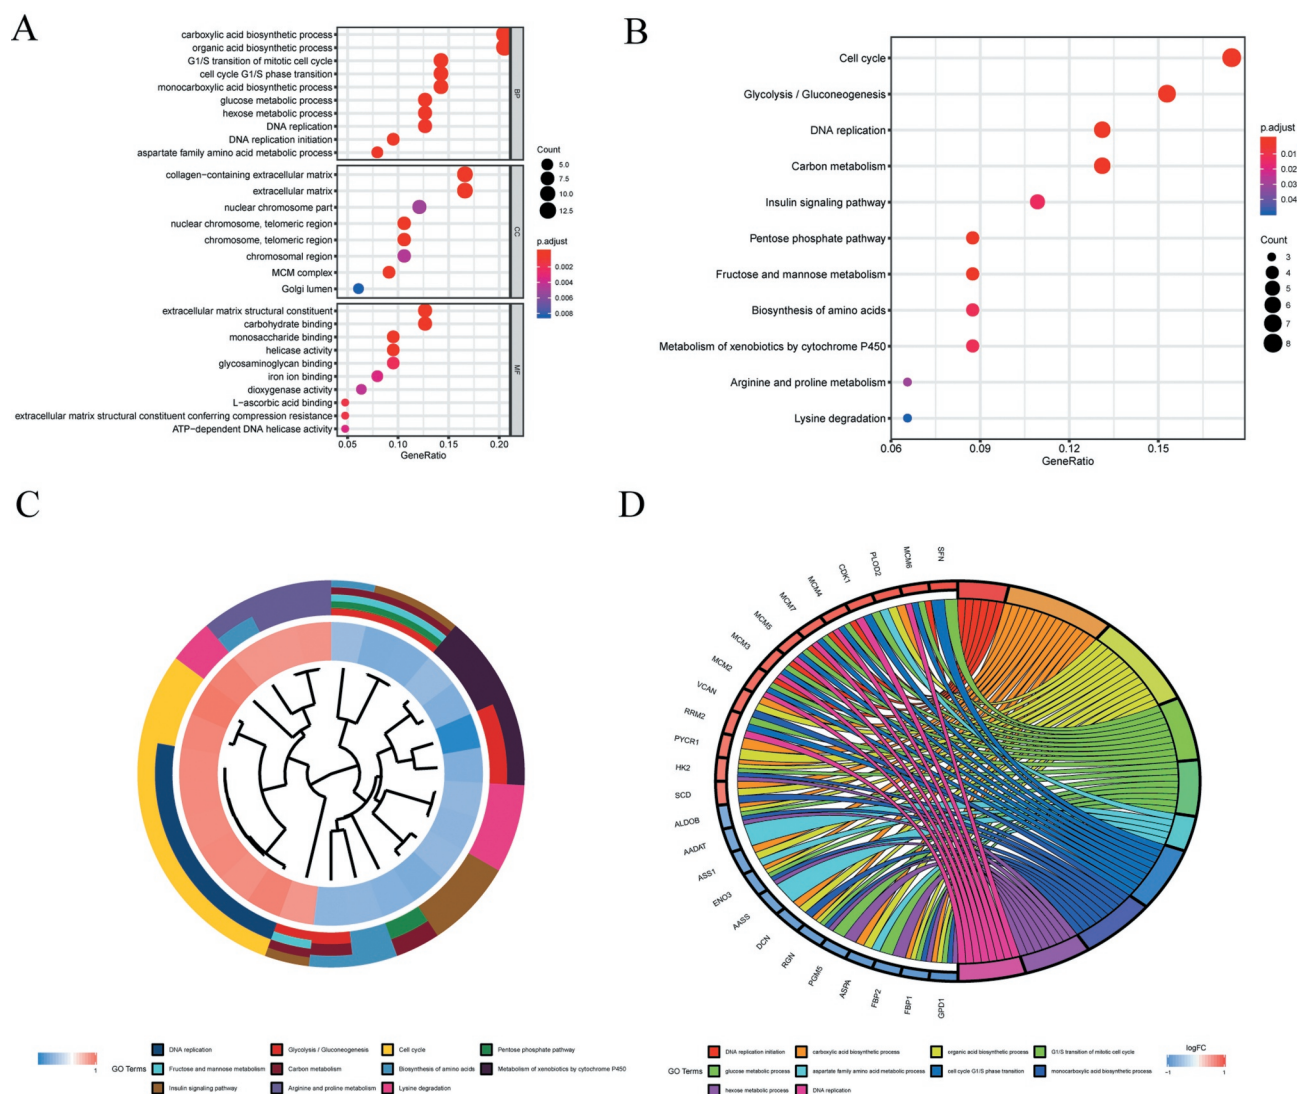 A
carboxylic acid biosynthetic process
organic acid biosynthetic process
G1/S transition of mitotic cell cycle
cell cycle G1/S phase transition
monocarboxylic acid biosynthetic process
glucose metabolic process
hexose metabolic process
DNA replication
DNA replication initiation
aspartate family amino acid metabolic process
BP
collagen−containing extracellular matrix
extracellular matrix
nuclear chromosome part
nuclear chromosome, telomeric region
chromosome, telomeric region
chromosomal region
MCM complex
Golgi lumen
CC
extracellular matrix structural constituent
carbohydrate binding
monosaccharide binding
helicase activity
glycosaminoglycan binding
iron ion binding
dioxygenase activity
L−ascorbic acid binding
extracellular matrix structural constituent conferring compression resistance
ATP−dependent DNA helicase activity
MF
0.05 0.10 0.15 0.20
GeneRatio
Count
5.0
7.5
10.0
12.5
p.adjust
0.002
0.004
0.006
0.008
B
Cell cycle
Glycolysis / Gluconeogenesis
DNA replication
Carbon metabolism
Insulin signaling pathway
Pentose phosphate pathway
Fructose and mannose metabolism
Biosynthesis of amino acids
Metabolism of xenobiotics by cytochrome P450
Arginine and proline metabolism
Lysine degradation
0.06 0.09 0.12 0.15
GeneRatio
p.adjust
0.01
0.02
0.03
0.04
Count
3
4
5
6
7
8
C
1
GO Terms
DNA replication Glycolysis / Gluconeogenesis Cell cycle Pentose phosphate pathway
Fructose and mannose metabolism Carbon metabolism Biosynthesis of amino acids Metabolism of xenobiotics by cytochrome P450
Insulin signaling pathway Arginine and proline metabolism Lysine degradation
D
SFN
MCM6
PLOD2
CDK1
MCM4
MCM7
MCM5
MCM3
MCM2
VCAN
RRM2
PYCR1
HK2
SCD
ALDOB
AADAT
ASS1
ENO3
AASS
DCN
RGN
PGM5
ASPA
FBP2
FBP1
GPD1
GO Terms
DNA replication initiation carboxylic acid biosynthetic process organic acid biosynthetic process G1/S transition of mitotic cell cycle
glucose metabolic process aspartate family amino acid metabolic process cell cycle G1/S phase transition monocarboxylic acid biosynthetic process
hexose metabolic process DNA replication
logFC
−1 1